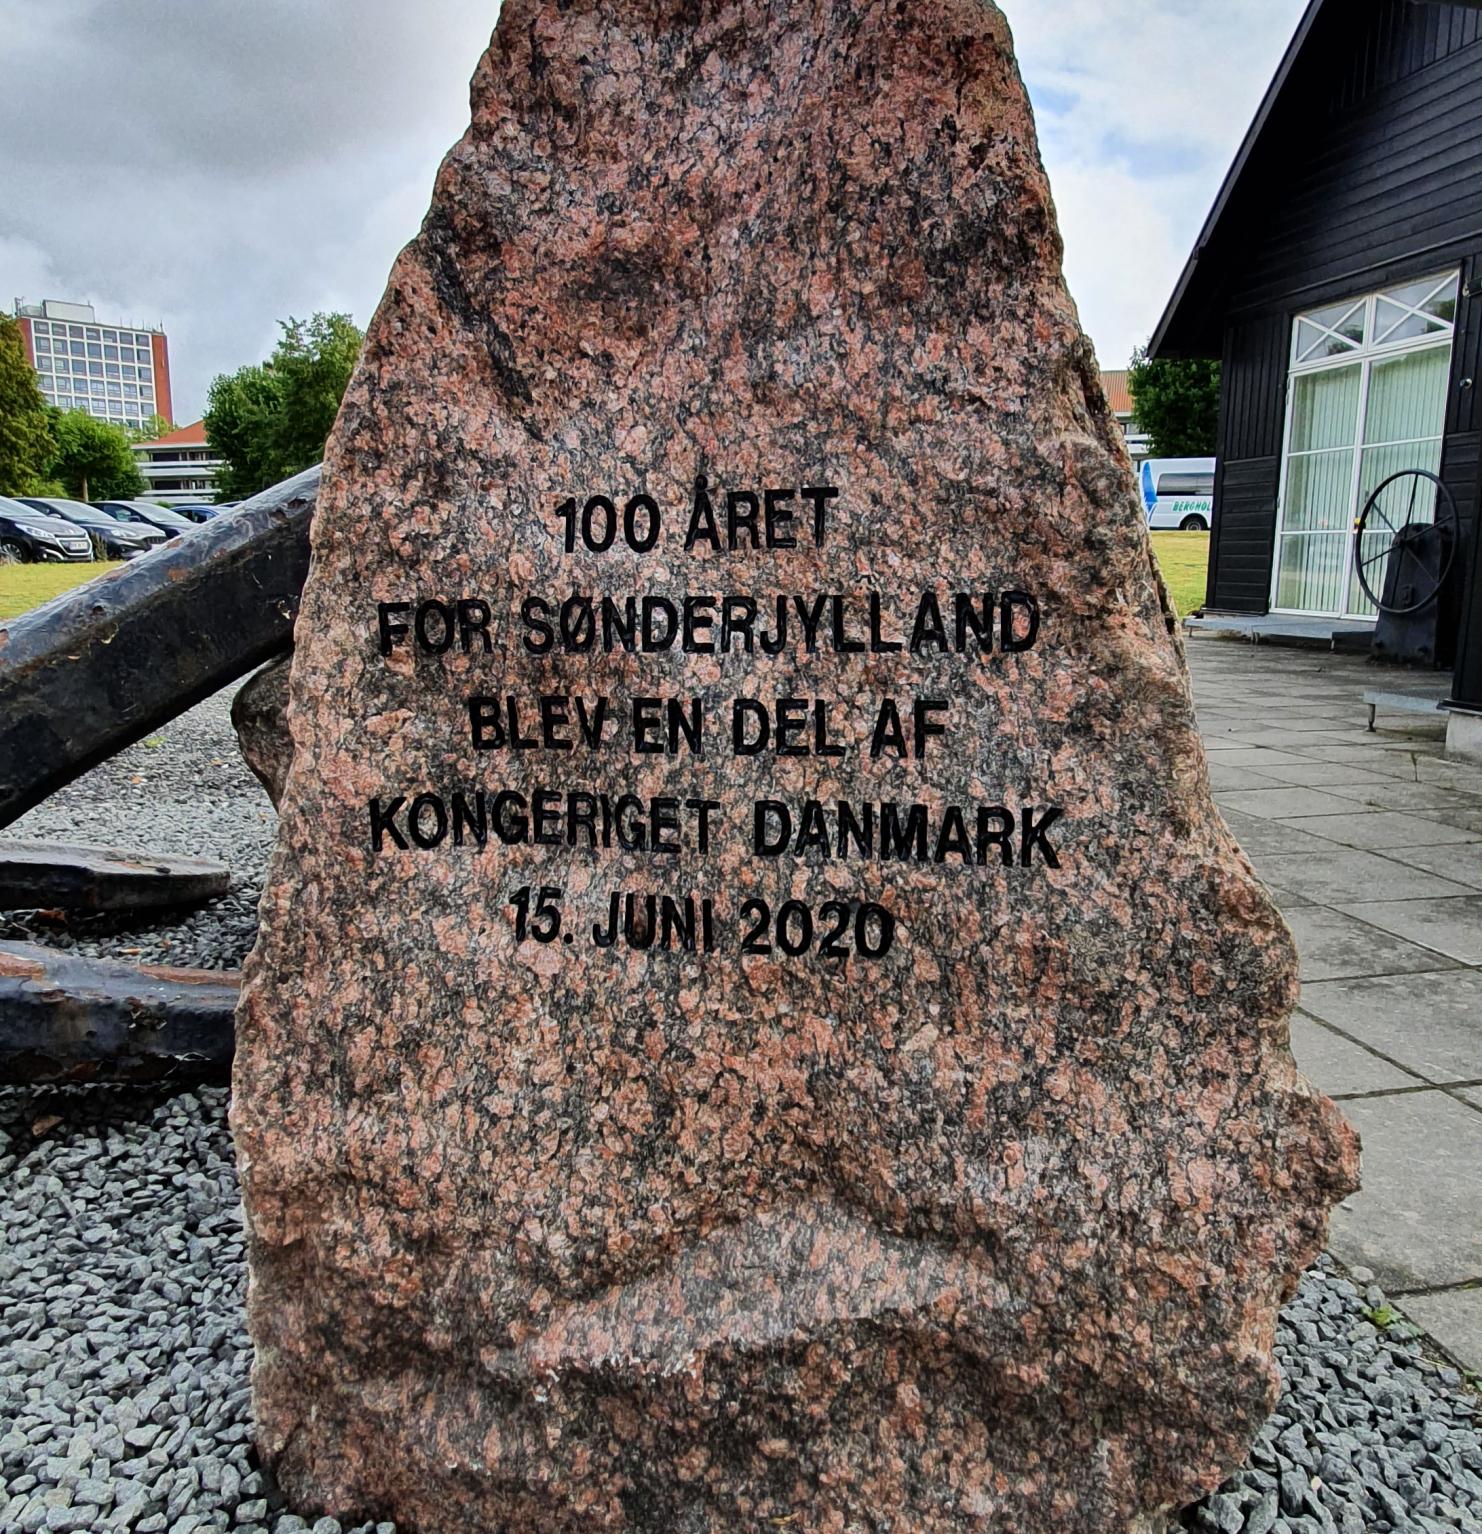 100 ÅRET
FOR SØNDERJYLLAND
BLEV EN DEL AF
KONGERIGET DANMARK
15. JUNI 2020